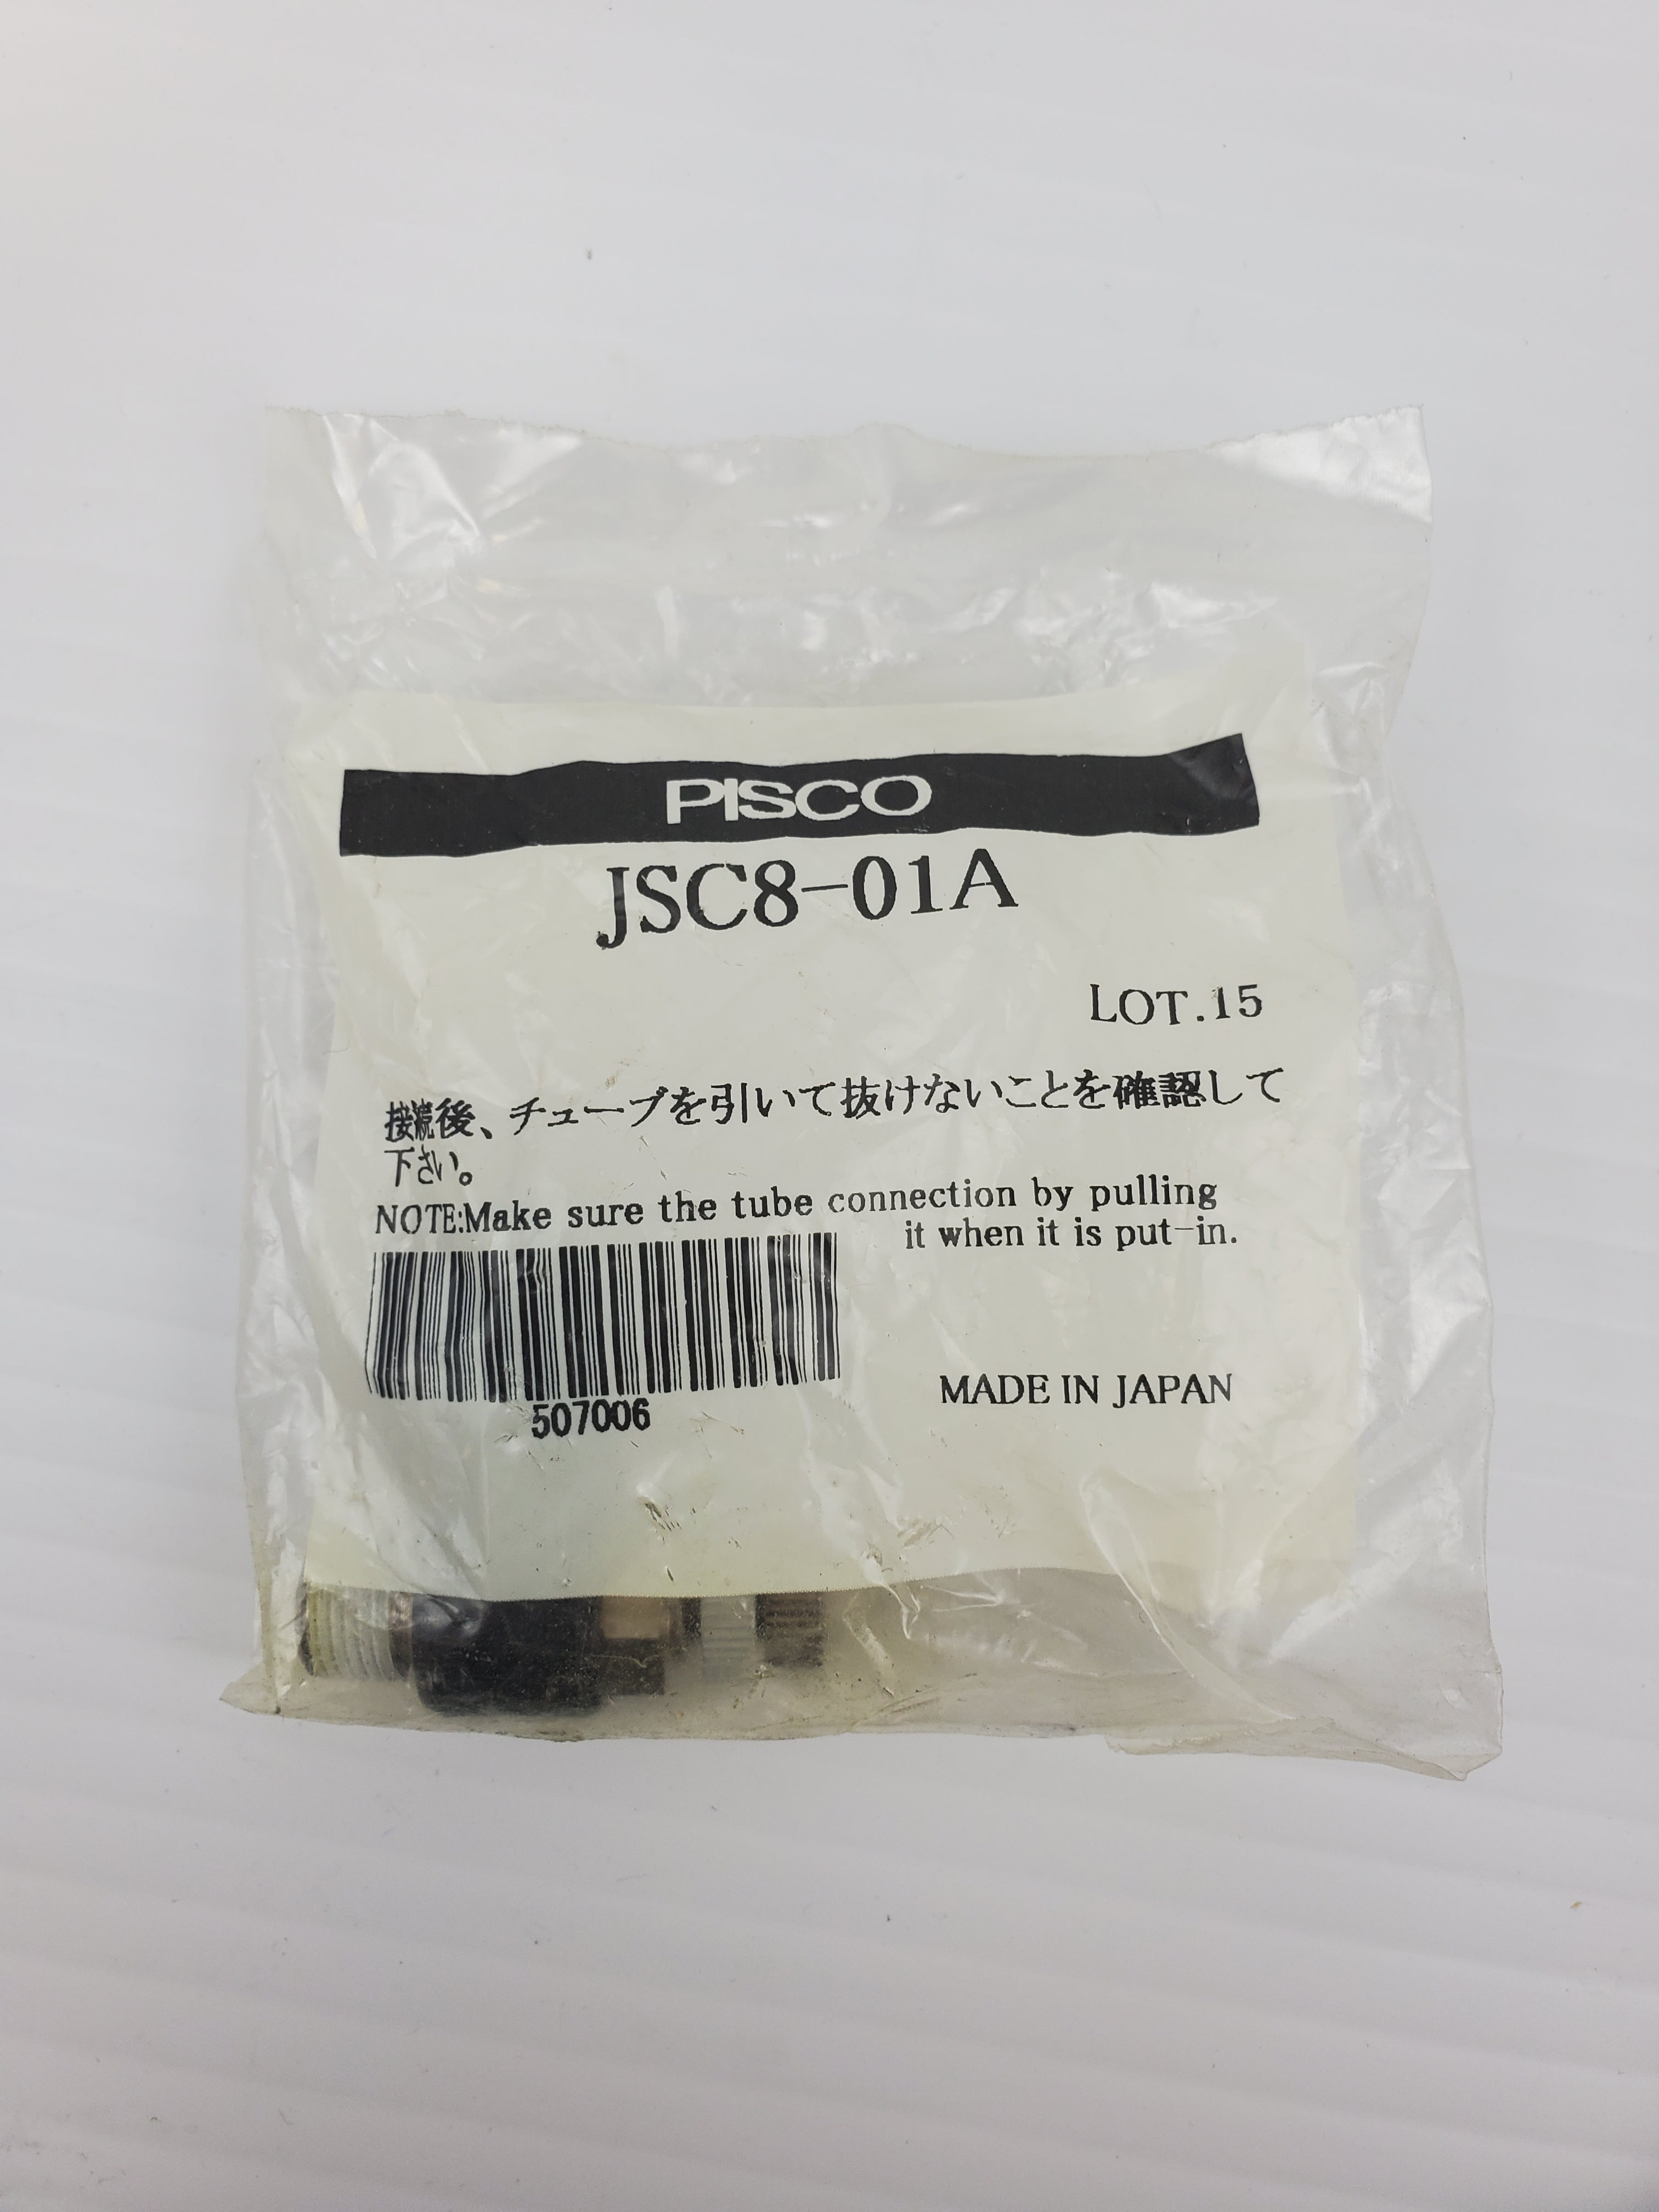 PISCO
JSC8-01A
LOT.15
接続後、チューブを引いて抜けないことを確認して
下さい。
NOTE:Make sure the tube connection by pulling
it when it is put-in.
507006
MADE IN JAPAN